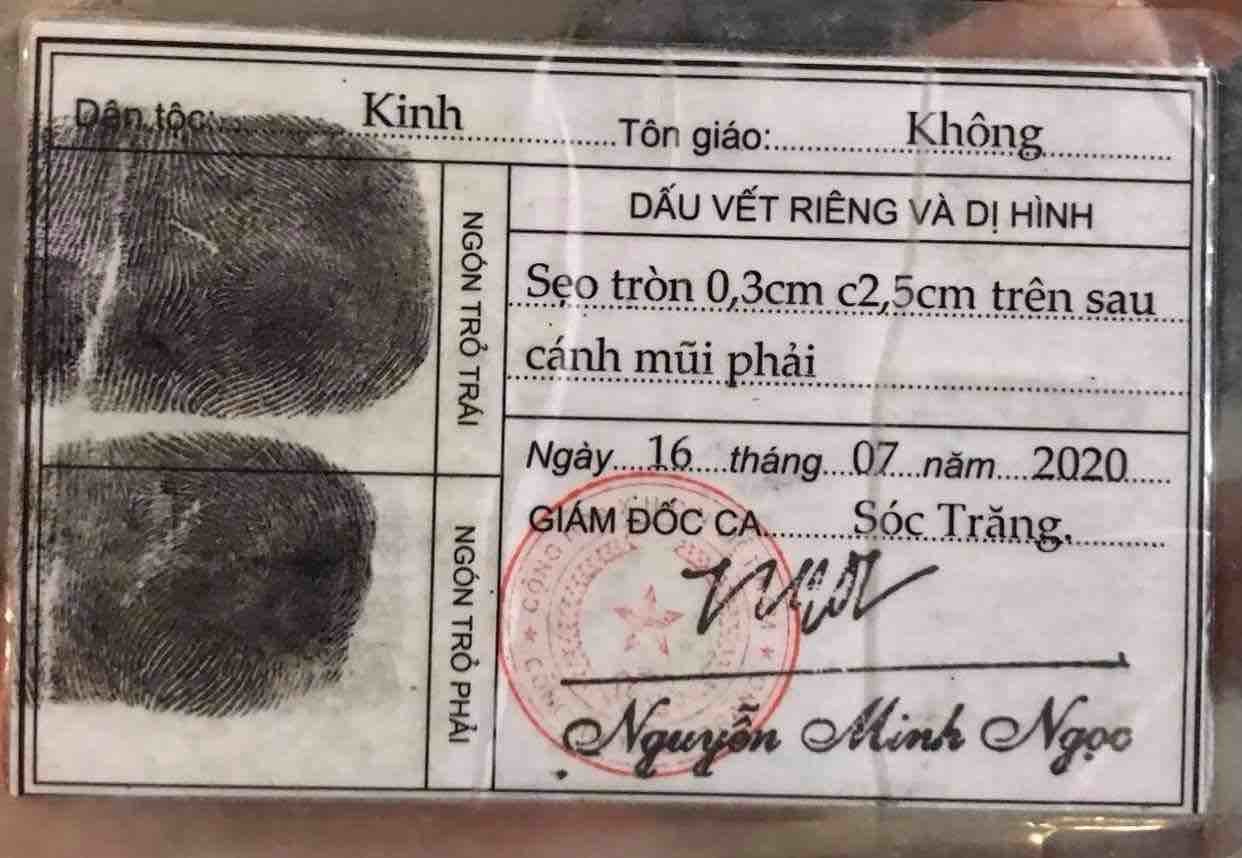 Dân tộc: Kinh Tôn giáo: Không
NGÓN TRỎ TRÁI
DẤU VẾT RIÊNG VÀ DỊ HÌNH
Sẹo tròn 0,3cm c2,5cm trên sau
cánh mũi phải
NGÓN TRỎ PHẢI
Ngày 16 tháng 07 năm 2020
GIÁM ĐỐC CA Sóc Trăng.
CÔNG
Nguyễn Minh Ngọc